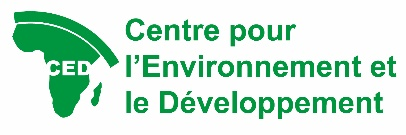 CED
Centre pour
l’Environnement et
le Développement